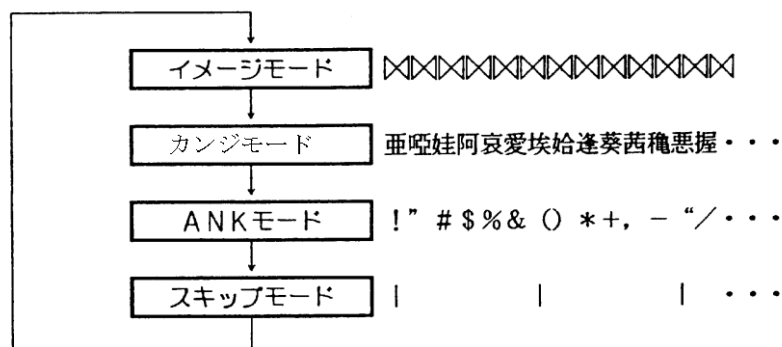 イメージモード
カンジモード 亜唖娃阿哀愛埃姶逢葵茜穐悪握・・・
ANKモード !”#$%&()*+,−“/・・・
スキップモード | | | ・・・